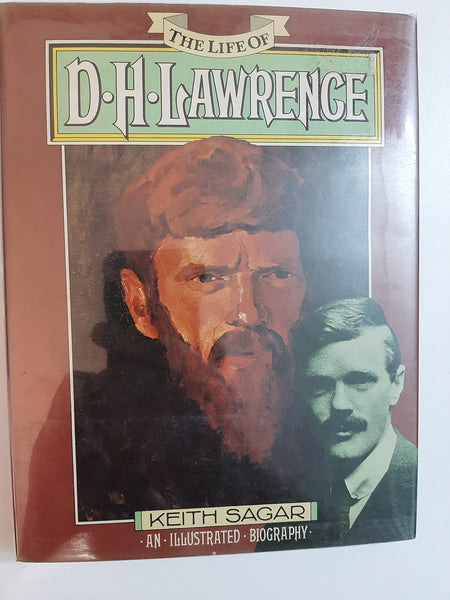 THE LIFE OF
D·H·LAWRENCE
KEITH SAGAR
·AN·ILLUSTRATED·BIOGRAPHY·